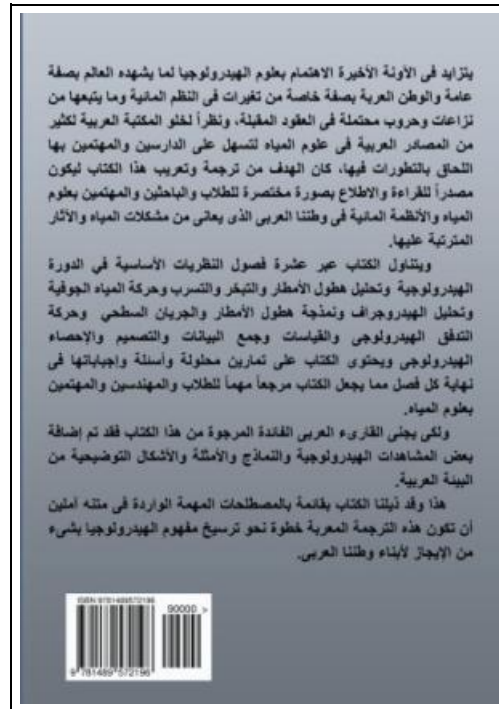 يتزايد فى الآونة الأخيرة الاهتمام بعلوم الهيدرولوجيا لما يشهده العالم بصفة
عامة والوطن العربة بصفة خاصة من تغيرات فى النظم المائية وما يتبعها من
نزاعات وحروب محتملة فى العقود المقبلة، ونظراً لخلو المكتبة العربية لكثير
من المصادر العربية فى علوم المياه لتسهل على الدارسين والمهتمين بها
اللحاق بالتطورات فيها، كان الهدف من ترجمة وتعريب هذا الكتاب ليكون
مصدراً للقراءة والاطلاع بصورة مختصرة للطلاب والباحثين والمهتمين بعلوم
المياه والأنظمة المائية فى وطننا العربى الذى يعانى من مشكلات المياه والآثار
المترتبة عليها.
ويتناول الكتاب عبر عشرة فصول النظريات الأساسية في الدورة
الهيدرولوجية وتحليل هطول الأمطار والتبخر والتسرب وحركة المياه الجوفية
وتحليل الهيدروجراف ونمذجة هطول الأمطار والجريان السطحي وحركة
التدفق الهيدرولوجى والقياسات وجمع البيانات والتصميم والإحصاء
الهيدرولوجى ويحتوى الكتاب على تمارين محلولة وأسئلة وإجاباتها فى
نهاية كل فصل مما يجعل الكتاب مرجعاً مهماً للطلاب والمهندسين والمهتمين
بعلوم المياه.
ولكى يجنى القارىء العربى الفائدة المرجوة من هذا الكتاب فقد تم إضافة
بعض المشاهدات الهيدرولوجية والنماذج والأمثلة والأشكال التوضيحية من
البيئة العربية.
هذا وقد ذيلنا الكتاب بقائمة بالمصطلحات المهمة الواردة فى متنه آملين
أن تكون هذه الترجمة المعربة خطوة نحو ترسيخ مفهوم الهيدرولوجيا بشىء
من الإيجاز لأبناء وطننا العربى.
ISBN 9781489572196
90000 >
9 781489 572196